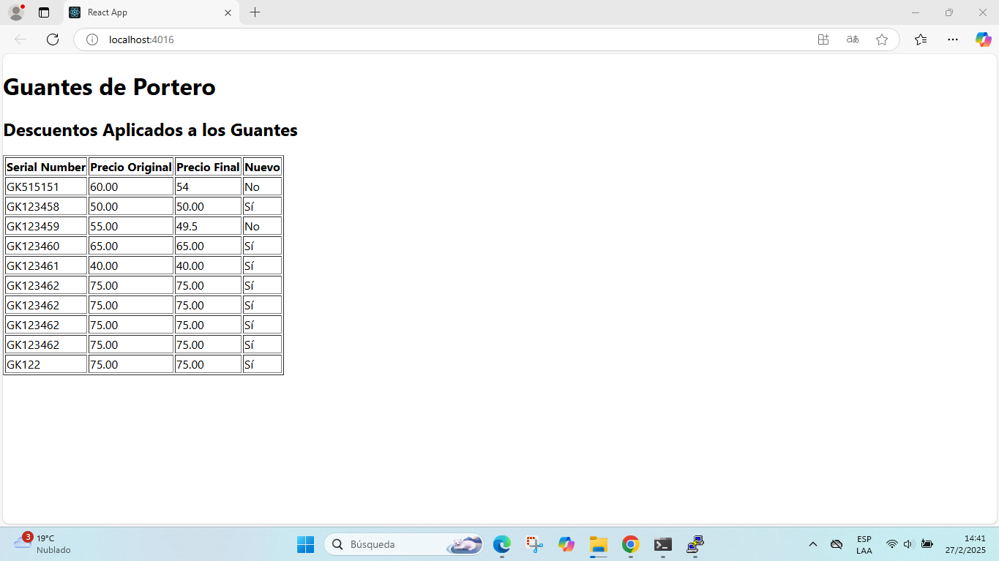 React App
localhost:4016
Guantes de Portero
Descuentos Aplicados a los Guantes
Serial Number Precio Original Precio Final Nuevo
GK515151 60.00 54 No
GK123458 50.00 50.00 Sí
GK123459 55.00 49.5 No
GK123460 65.00 65.00 Sí
GK123461 40.00 40.00 Sí
GK123462 75.00 75.00 Sí
GK123462 75.00 75.00 Sí
GK123462 75.00 75.00 Sí
GK123462 75.00 75.00 Sí
GK122 75.00 75.00 Sí
3 19°C
Nublado
Búsqueda
ESP
LAA
14:41
27/2/2025